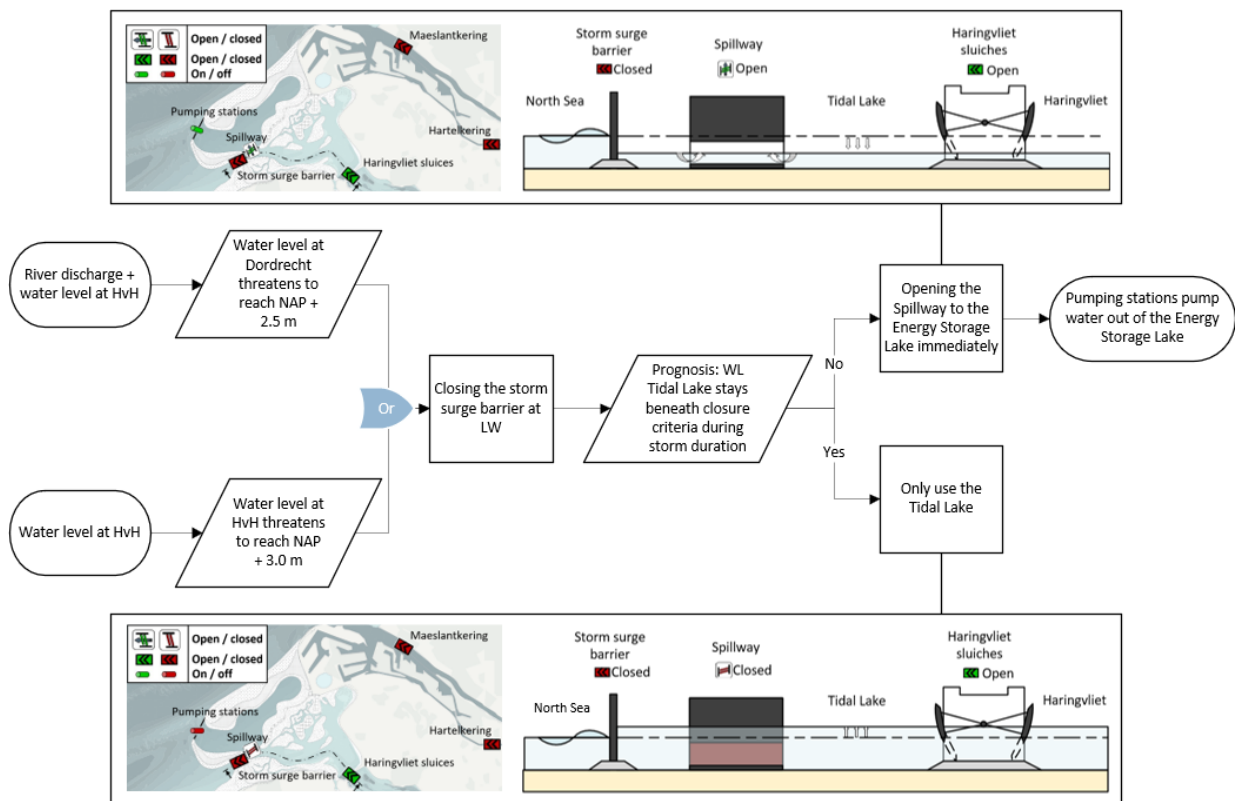 Open / closed
Open / closed
On / off
Maeslantkering
Pumping stations
Spillway
Hartelkering
Haringvliet sluices
Storm surge barrier
Storm surge
barrier
Closed
Spillway
Open
Haringvliet
sluiches
Open
North Sea
Tidal Lake
Haringvliet
River discharge +
water level at HvH
Water level at
Dordrecht
threatens to
reach NAP +
2.5 m
Water level at HvH
Water level at
HvH threatens
to reach NAP
+ 3.0 m
Or
Closing the storm
surge barrier at
LW
Prognosis: WL
Tidal Lake stays
beneath closure
criteria during
storm duration
No
Yes
Opening the
Spillway to the
Energy Storage
Lake immediately
Pumping stations pump
water out of the Energy
Storage Lake
Only use the
Tidal Lake
Open / closed
Open / closed
On / off
Maeslantkering
Pumping stations
Spillway
Hartelkering
Haringvliet sluices
Storm surge barrier
Storm surge
barrier
Closed
Spillway
Closed
Haringvliet
sluiches
Open
North Sea
Tidal Lake
Haringvliet